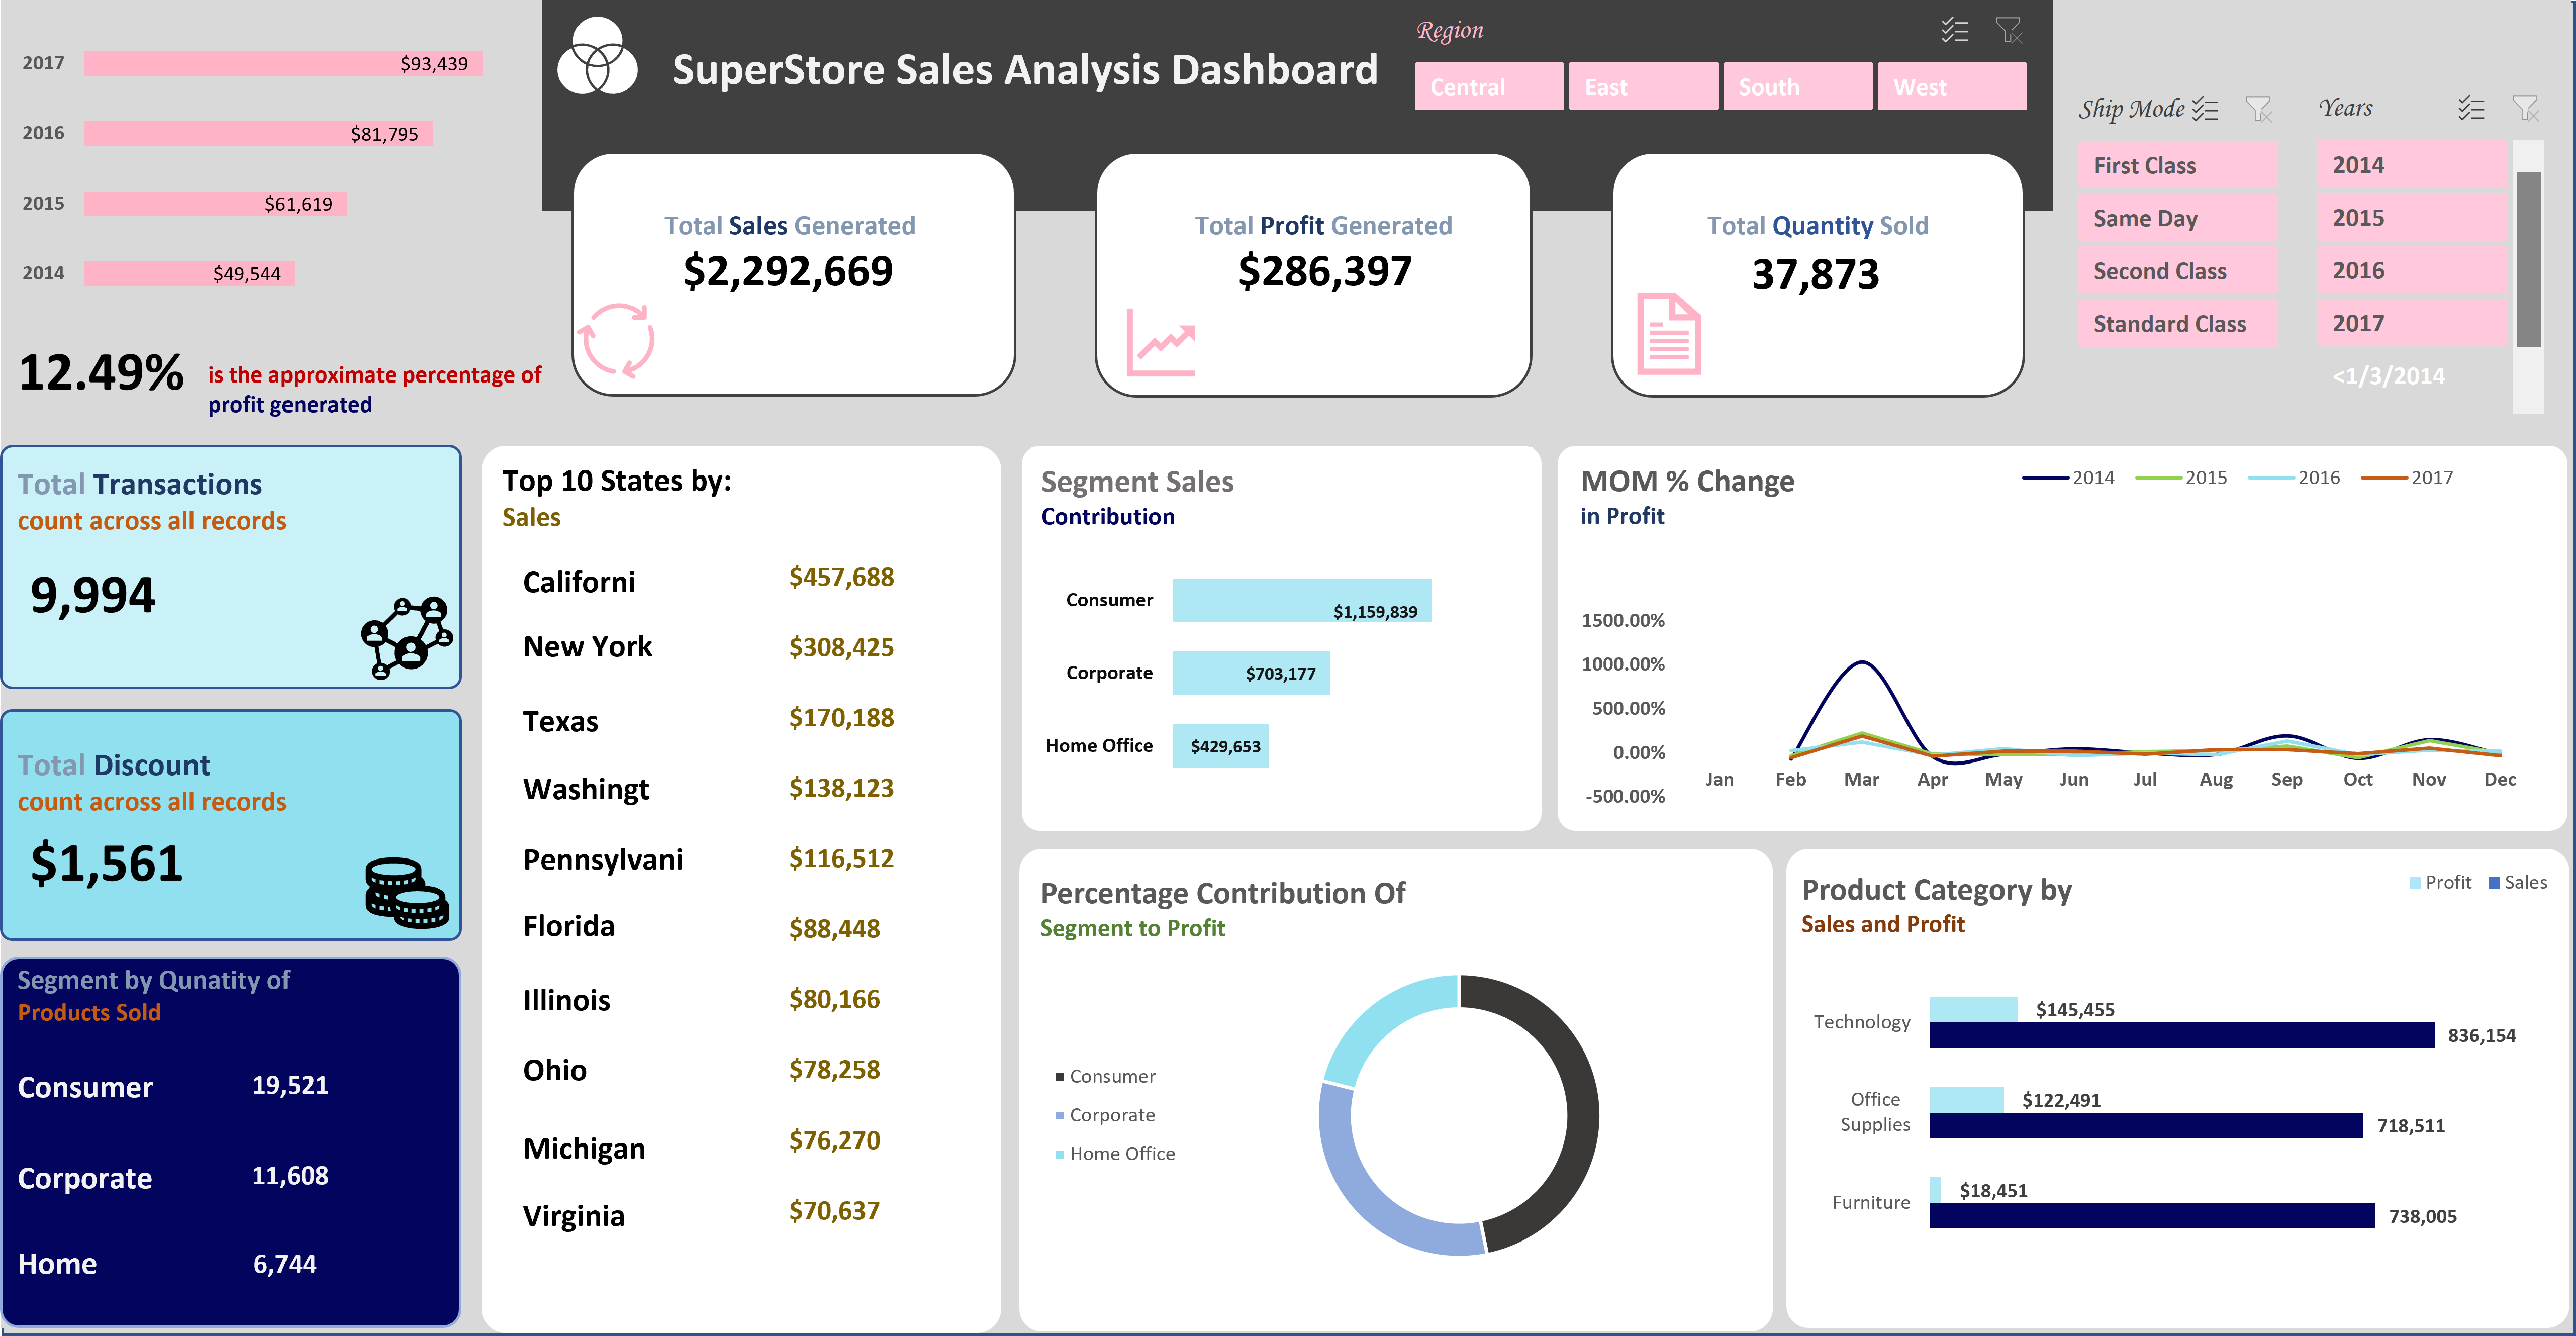 2017
$93,439
2016
$81,795
2015
$61,619
2014
$49,544
12.49%
is the approximate percentage of
profit generated
SuperStore Sales Analysis Dashboard
Region
Central
East
South
West
Total Sales Generated
$2,292,669
Total Profit Generated
$286,397
Total Quantity Sold
37,873
Ship Mode
First Class
Same Day
Second Class
Standard Class
Years
2014
2015
2016
2017
<1/3/2014
Total Transactions
count across all records
9,994
Total Discount
count across all records
$1,561
Segment by Qunatity of
Products Sold
Consumer 19,521
Corporate 11,608
Home 6,744
Top 10 States by:
Sales
Californi $457,688
New York $308,425
Texas $170,188
Washingt $138,123
Pennsylvani $116,512
Florida $88,448
Illinois $80,166
Ohio $78,258
Michigan $76,270
Virginia $70,637
Segment Sales
Contribution
Consumer $1,159,839
Corporate $703,177
Home Office $429,653
MOM % Change
in Profit
2014 2015 2016 2017
1500.00%
1000.00%
500.00%
0.00%
-500.00%
Jan Feb Mar Apr May Jun Jul Aug Sep Oct Nov Dec
Percentage Contribution Of
Segment to Profit
Consumer
Corporate
Home Office
Product Category by
Sales and Profit
Profit Sales
Technology
$145,455
836,154
Office
Supplies
$122,491
718,511
Furniture
$18,451
738,005